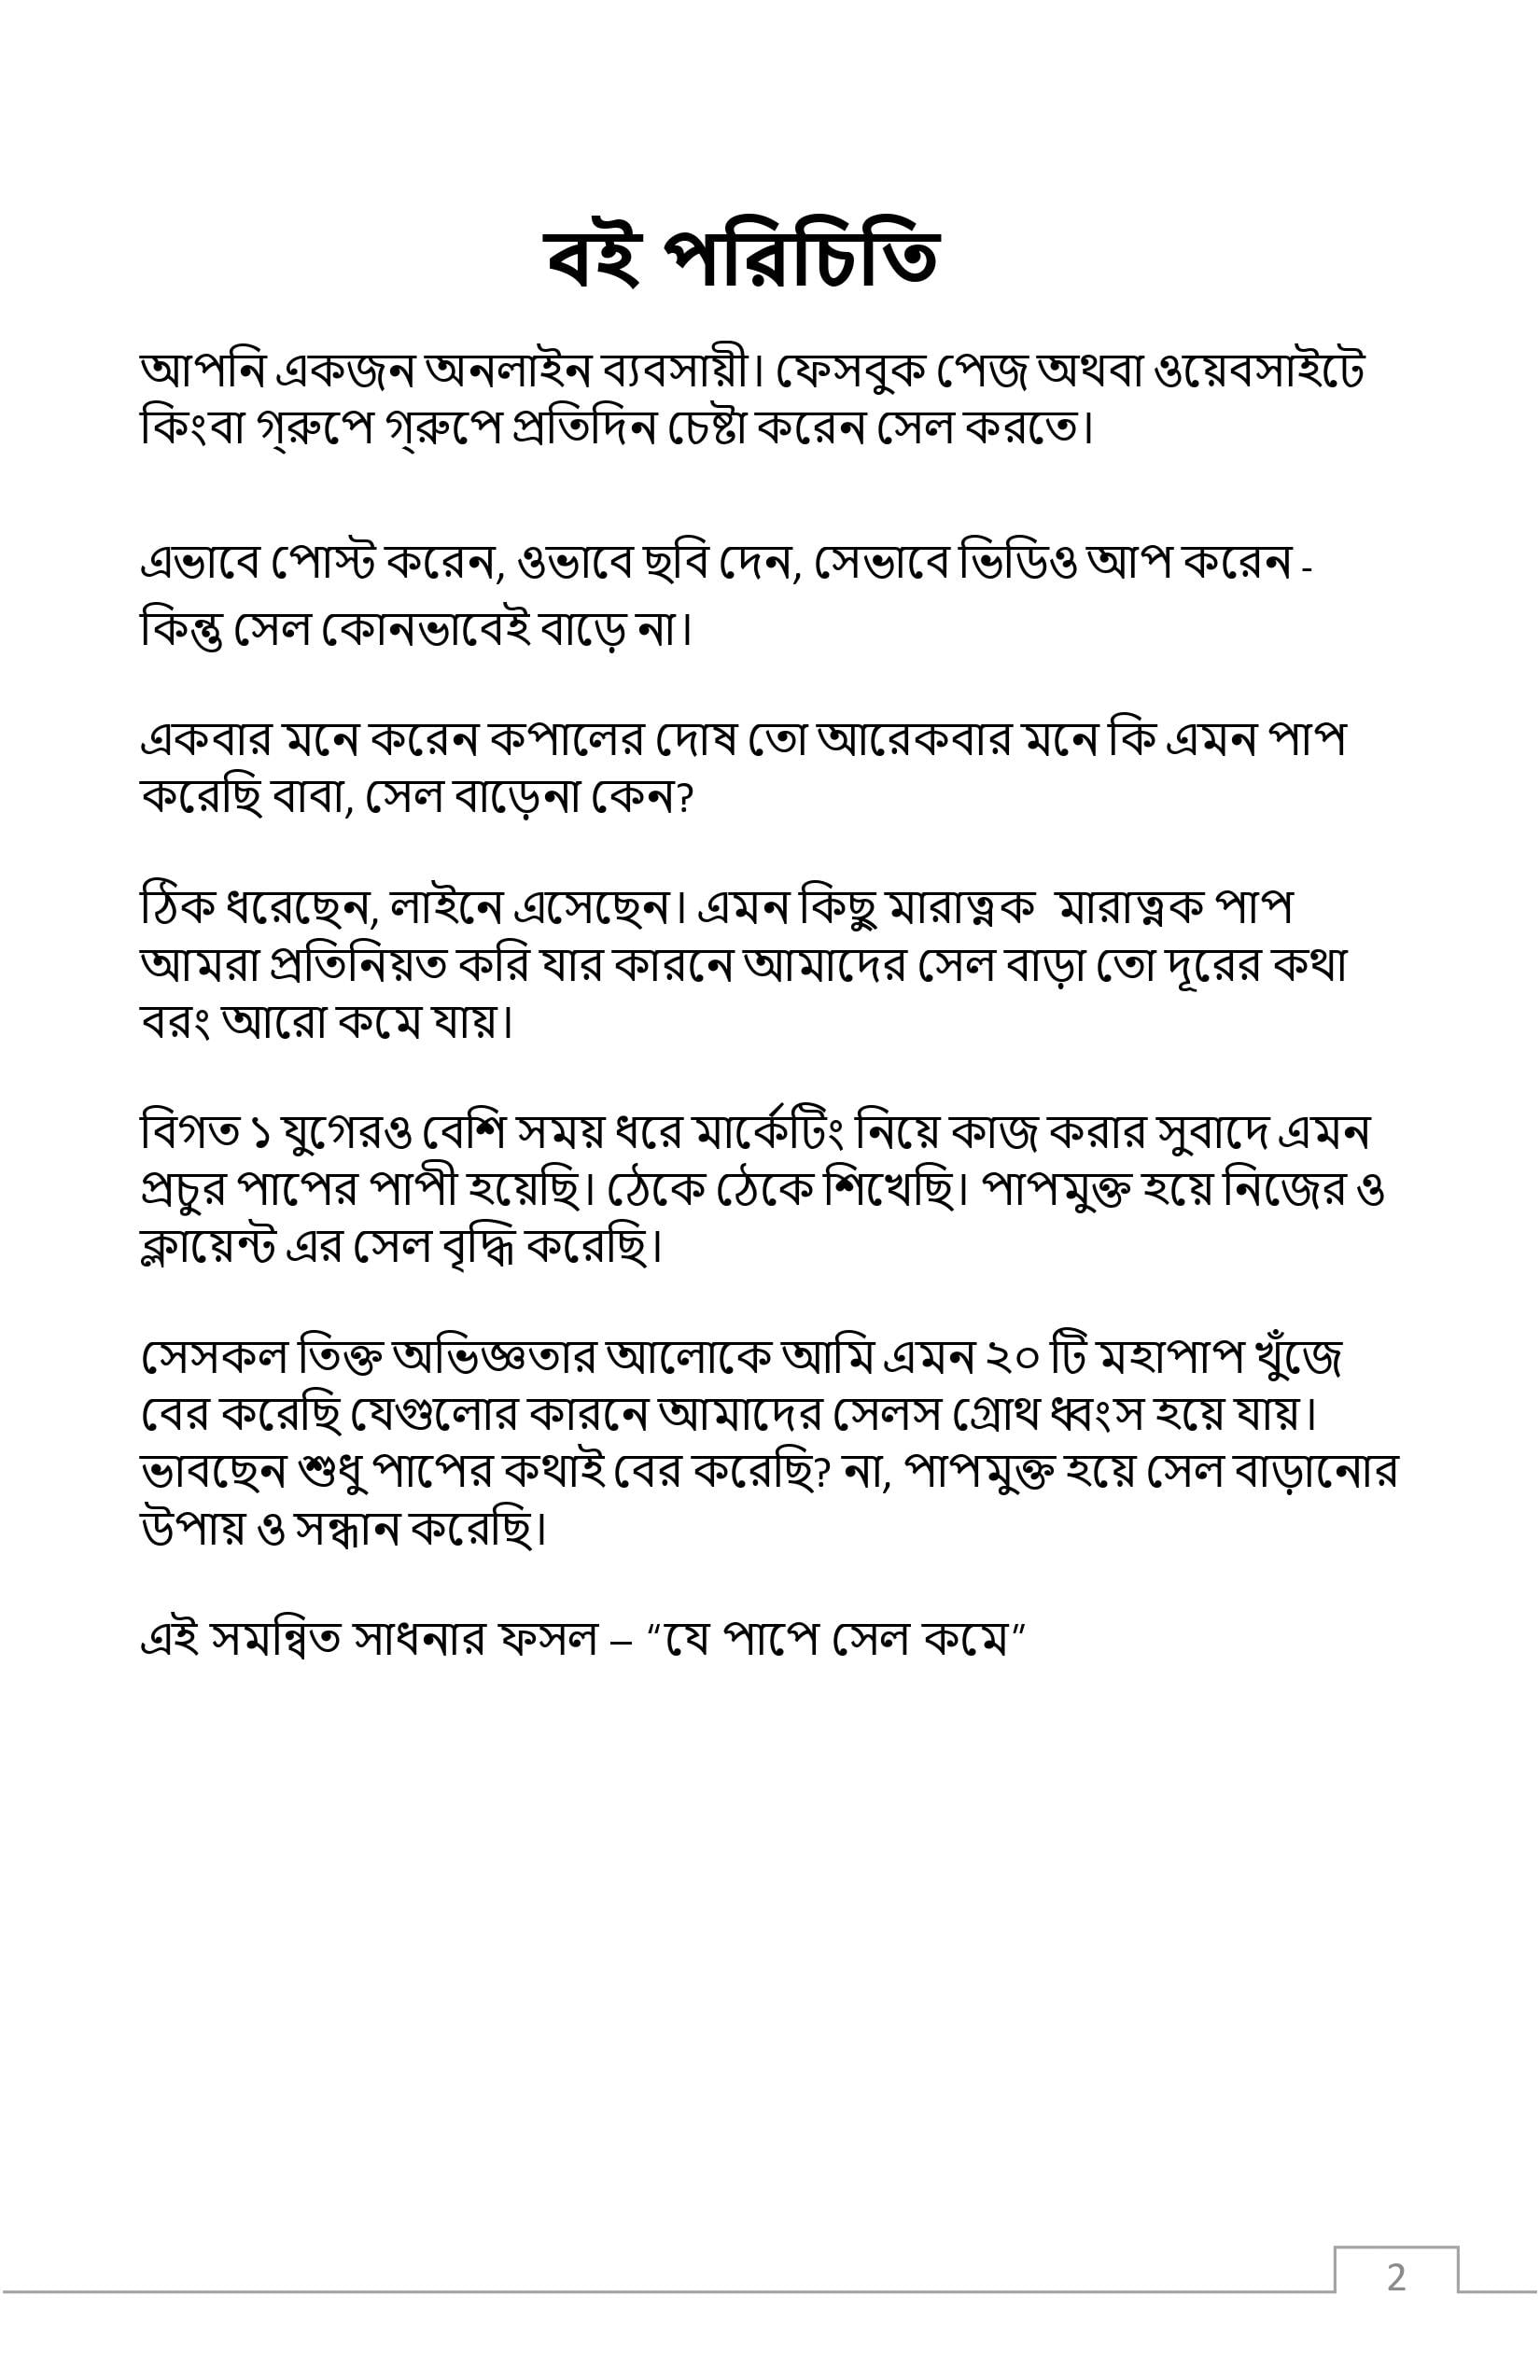 বই পরিচিতি
আপনি একজন অনলাইন ব্যবসায়ী। ফেসবুক পেজ অথবা ওয়েবসাইটে
কিংবা গ্‌রুপে গ্‌রুপে প্রতিদিন চেষ্টা করেন সেল করতে।
এভাবে পোস্ট করেন, ওভাবে ছবি দেন, সেভাবে ভিডিও আপ করেন -
কিন্তু সেল কোনভাবেই বাড়ে না।
একবার মনে করেন কপালের দোষ তো আরেকবার মনে কি এমন পাপ
করেছি বাবা, সেল বাড়েনা কেন?
ঠিক ধরেছেন, লাইনে এসেছেন। এমন কিছু মারাত্নক মারাত্নক পাপ
আমরা প্রতিনিয়ত করি যার কারনে আমাদের সেল বাড়া তো দূরের কথা
বরং আরো কমে যায়।
বিগত ১ যুগেরও বেশি সময় ধরে মার্কেটিং নিয়ে কাজ করার সুবাদে এমন
প্রচুর পাপের পাপী হয়েছি। ঠেকে ঠেকে শিখেছি। পাপমুক্ত হয়ে নিজের ও
ক্লায়েন্ট এর সেল বৃদ্ধি করেছি।
সেসকল তিক্ত অভিজ্ঞতার আলোকে আমি এমন ২০ টি মহাপাপ খুঁজে
বের করেছি যেগুলোর কারনে আমাদের সেলস গ্রোথ ধ্বংস হয়ে যায়।
ভাবছেন শুধু পাপের কথাই বের করেছি? না, পাপমুক্ত হয়ে সেল বাড়ানোর
উপায় ও সন্ধান করেছি।
এই সমন্বিত সাধনার ফসল – “যে পাপে সেল কমে”
2